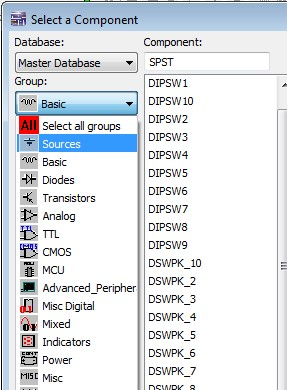 Select a Component
Database:
Component:
Master Database
SPST
Group:
Basic
All Select all groups
Sources
Basic
Diodes
Transistors
Analog
TTL
CMOS
MCU
Advanced_Peripher
Misc Digital
Mixed
Indicators
Power
Misc
DIPSW1
DIPSW10
DIPSW2
DIPSW3
DIPSW4
DIPSW5
DIPSW6
DIPSW7
DIPSW8
DIPSW9
DSWPK_10
DSWPK_2
DSWPK_3
DSWPK_4
DSWPK_5
DSWPK_6
DSWPK_7
DSWPK_8